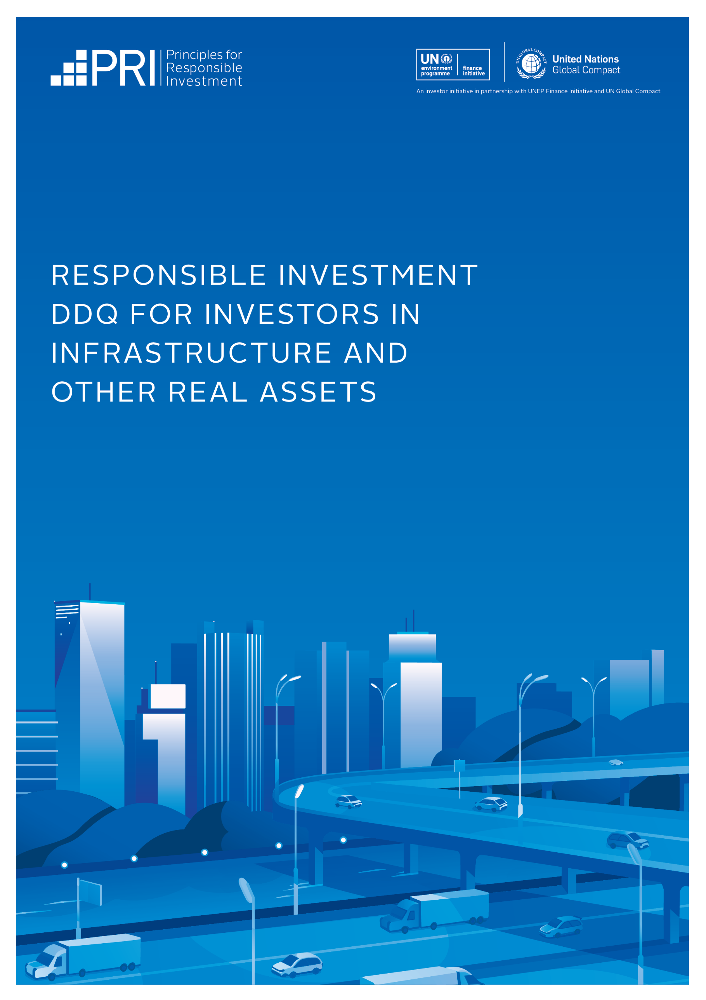 PRI
Principles for
Responsible
Investment
UN
environment
programme
finance
initiative
UN GLOBAL COMPACT
United Nations
Global Compact
An investor initiative in partnership with UNEP Finance Initiative and UN Global Compact
RESPONSIBLE INVESTMENT
DDQ FOR INVESTORS IN
INFRASTRUCTURE AND
OTHER REAL ASSETS